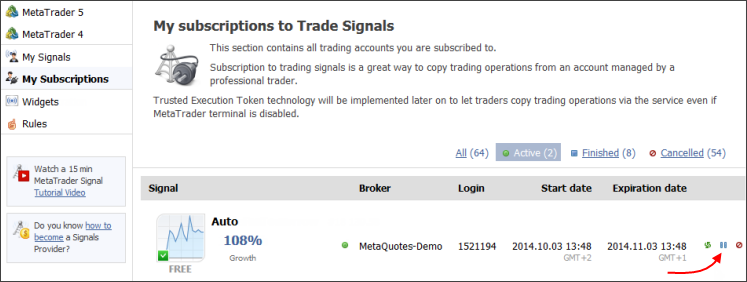 MetaTrader 5
MetaTrader 4
My Signals
My Subscriptions
Widgets
Rules
Watch a 15 min
MetaTrader Signal
Tutorial Video
Do you know how to
become a Signals
Provider?
My subscriptions to Trade Signals
This section contains all trading accounts you are subscribed to.
Subscription to trading signals is a great way to copy trading operations from an account managed by a
professional trader.
Trusted Execution Token technology will be implemented later on to let traders copy trading operations via the service even if
MetaTrader terminal is disabled.
All (64) Active (2) Finished (8) Cancelled (54)
Signal Broker Login Start date Expiration date
Auto
108%
Growth
FREE
MetaQuotes-Demo 1521194 2014.10.03 13:48 2014.11.03 13:48
GMT+2 GMT+1